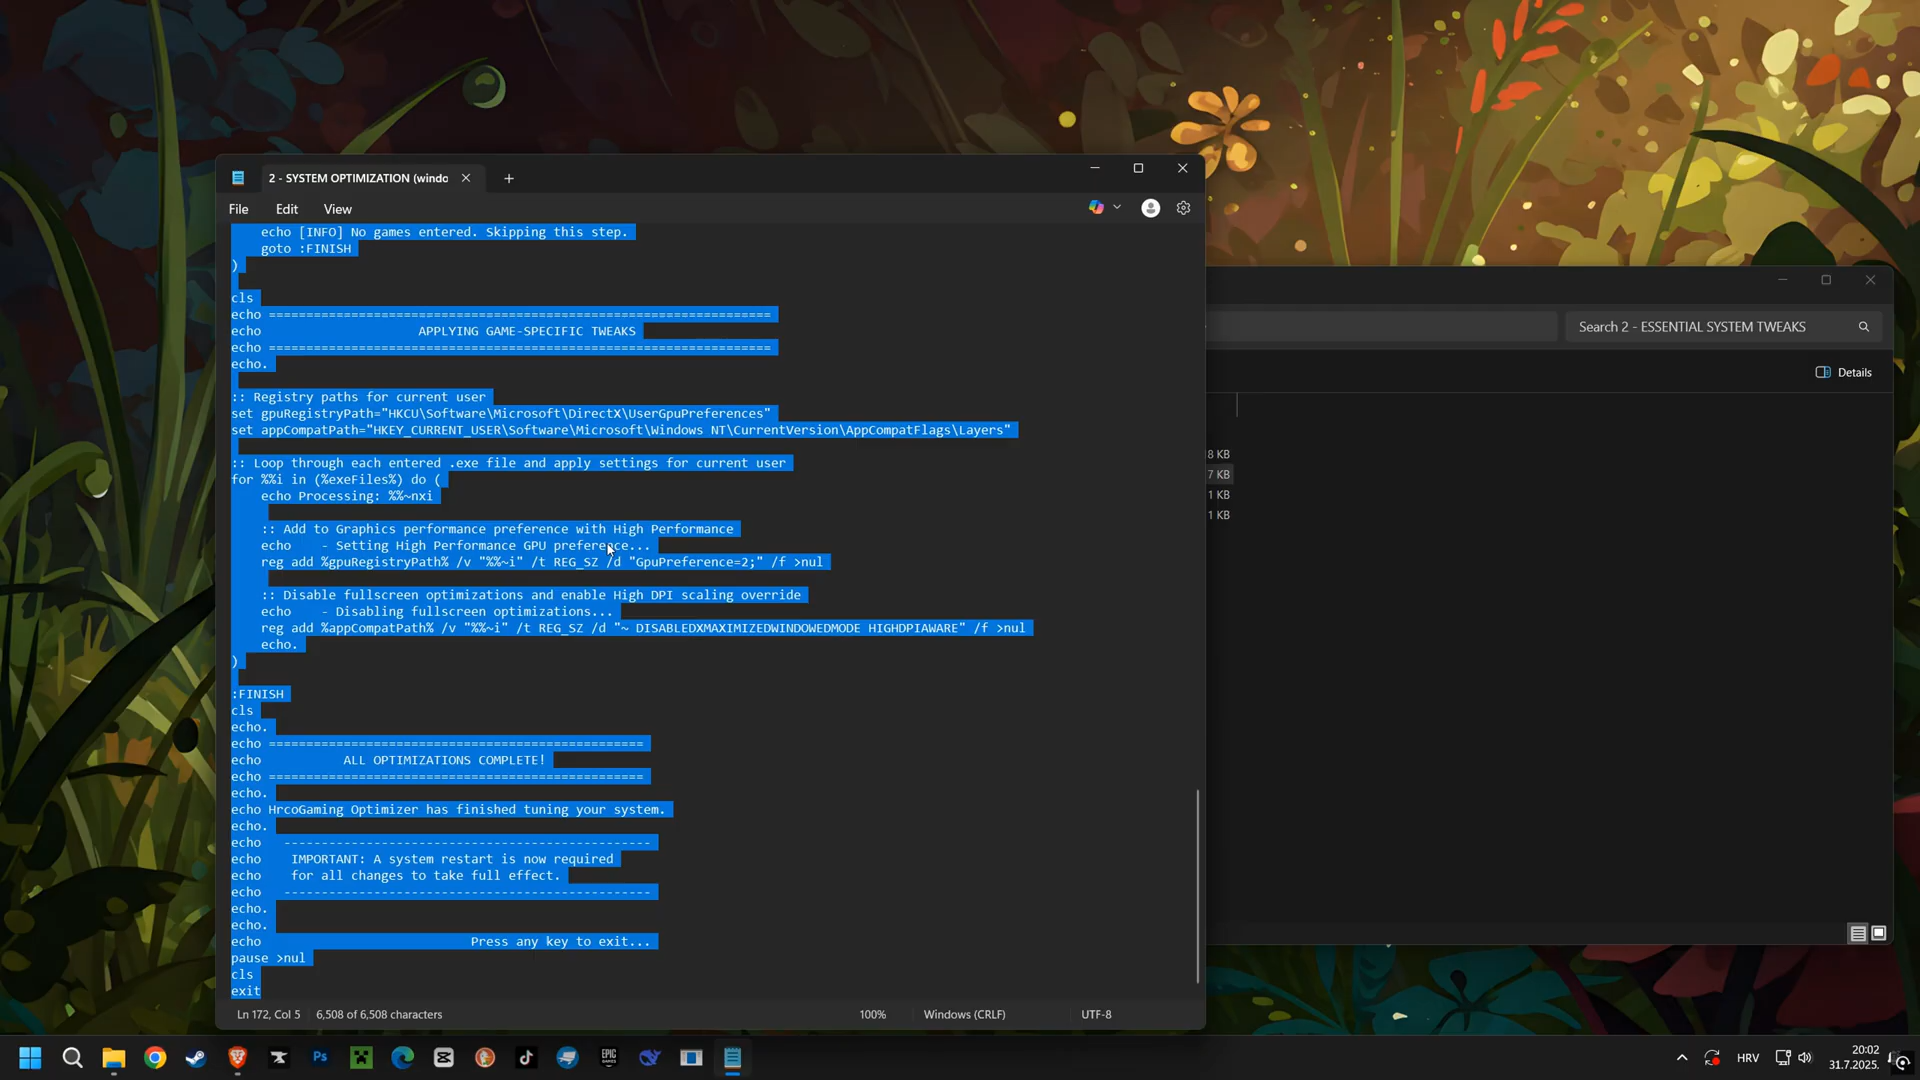 2 - SYSTEM OPTIMIZATION (windo
File Edit View
echo [INFO] No games entered. Skipping this step.
goto :FINISH
)
cls
echo ===================================================================
echo APPLYING GAME-SPECIFIC TWEAKS
echo ===================================================================
echo.
:: Registry paths for current user
set gpuRegistryPath="HKCU\Software\Microsoft\DirectX\UserGpuPreferences"
set appCompatPath="HKEY_CURRENT_USER\Software\Microsoft\Windows NT\CurrentVersion\AppCompatFlags\Layers"
:: Loop through each entered .exe file and apply settings for current user
for %%i in (%exeFiles%) do (
echo Processing: %%~nxi
:: Add to Graphics performance preference with High Performance
echo - Setting High Performance GPU preference...
reg add %gpuRegistryPath% /v "%%~i" /t REG_SZ /d "GpuPreference=2;" /f >nul
:: Disable fullscreen optimizations and enable High DPI scaling override
echo - Disabling fullscreen optimizations...
reg add %appCompatPath% /v "%%~i" /t REG_SZ /d "~ DISABLEDXMAXIMIZEDWINDOWEDMODE HIGHDPIAWARE" /f >nul
echo.
)
:FINISH
cls
echo.
echo ==================================================
echo ALL OPTIMIZATIONS COMPLETE!
echo ==================================================
echo.
echo HrcoGaming Optimizer has finished tuning your system.
echo.
echo -------------------------------------------------
echo IMPORTANT: A system restart is now required
echo for all changes to take full effect.
echo -------------------------------------------------
echo.
echo.
echo Press any key to exit...
pause >nul
cls
exit
Ln 172, Col 5 6,508 of 6,508 characters 100% Windows (CRLF) UTF-8
Search 2 - ESSENTIAL SYSTEM TWEAKS
Details
8 KB
7 KB
1 KB
1 KB
Ps
EPIC GAMES
HRV
20:02
31.7.2025.